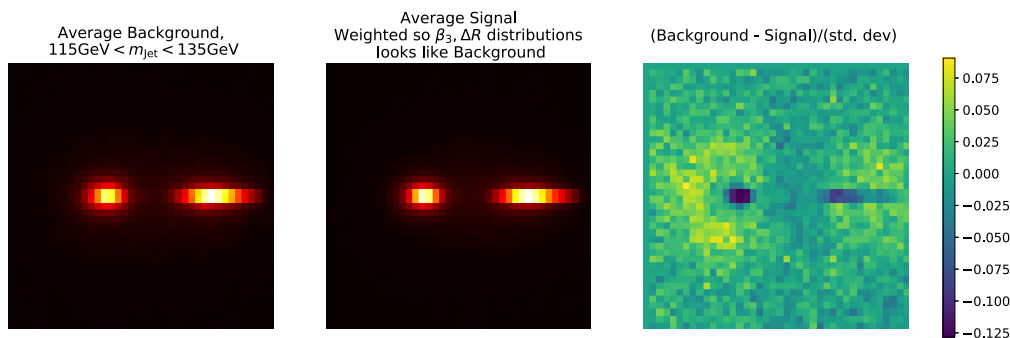 Average Background,
115GeV < m_Jet < 135GeV
Average Signal
Weighted so β₃, ΔR distributions
looks like Background
(Background - Signal)/(std. dev)
0.075
0.050
0.025
0.000
−0.025
−0.050
−0.075
−0.100
−0.125